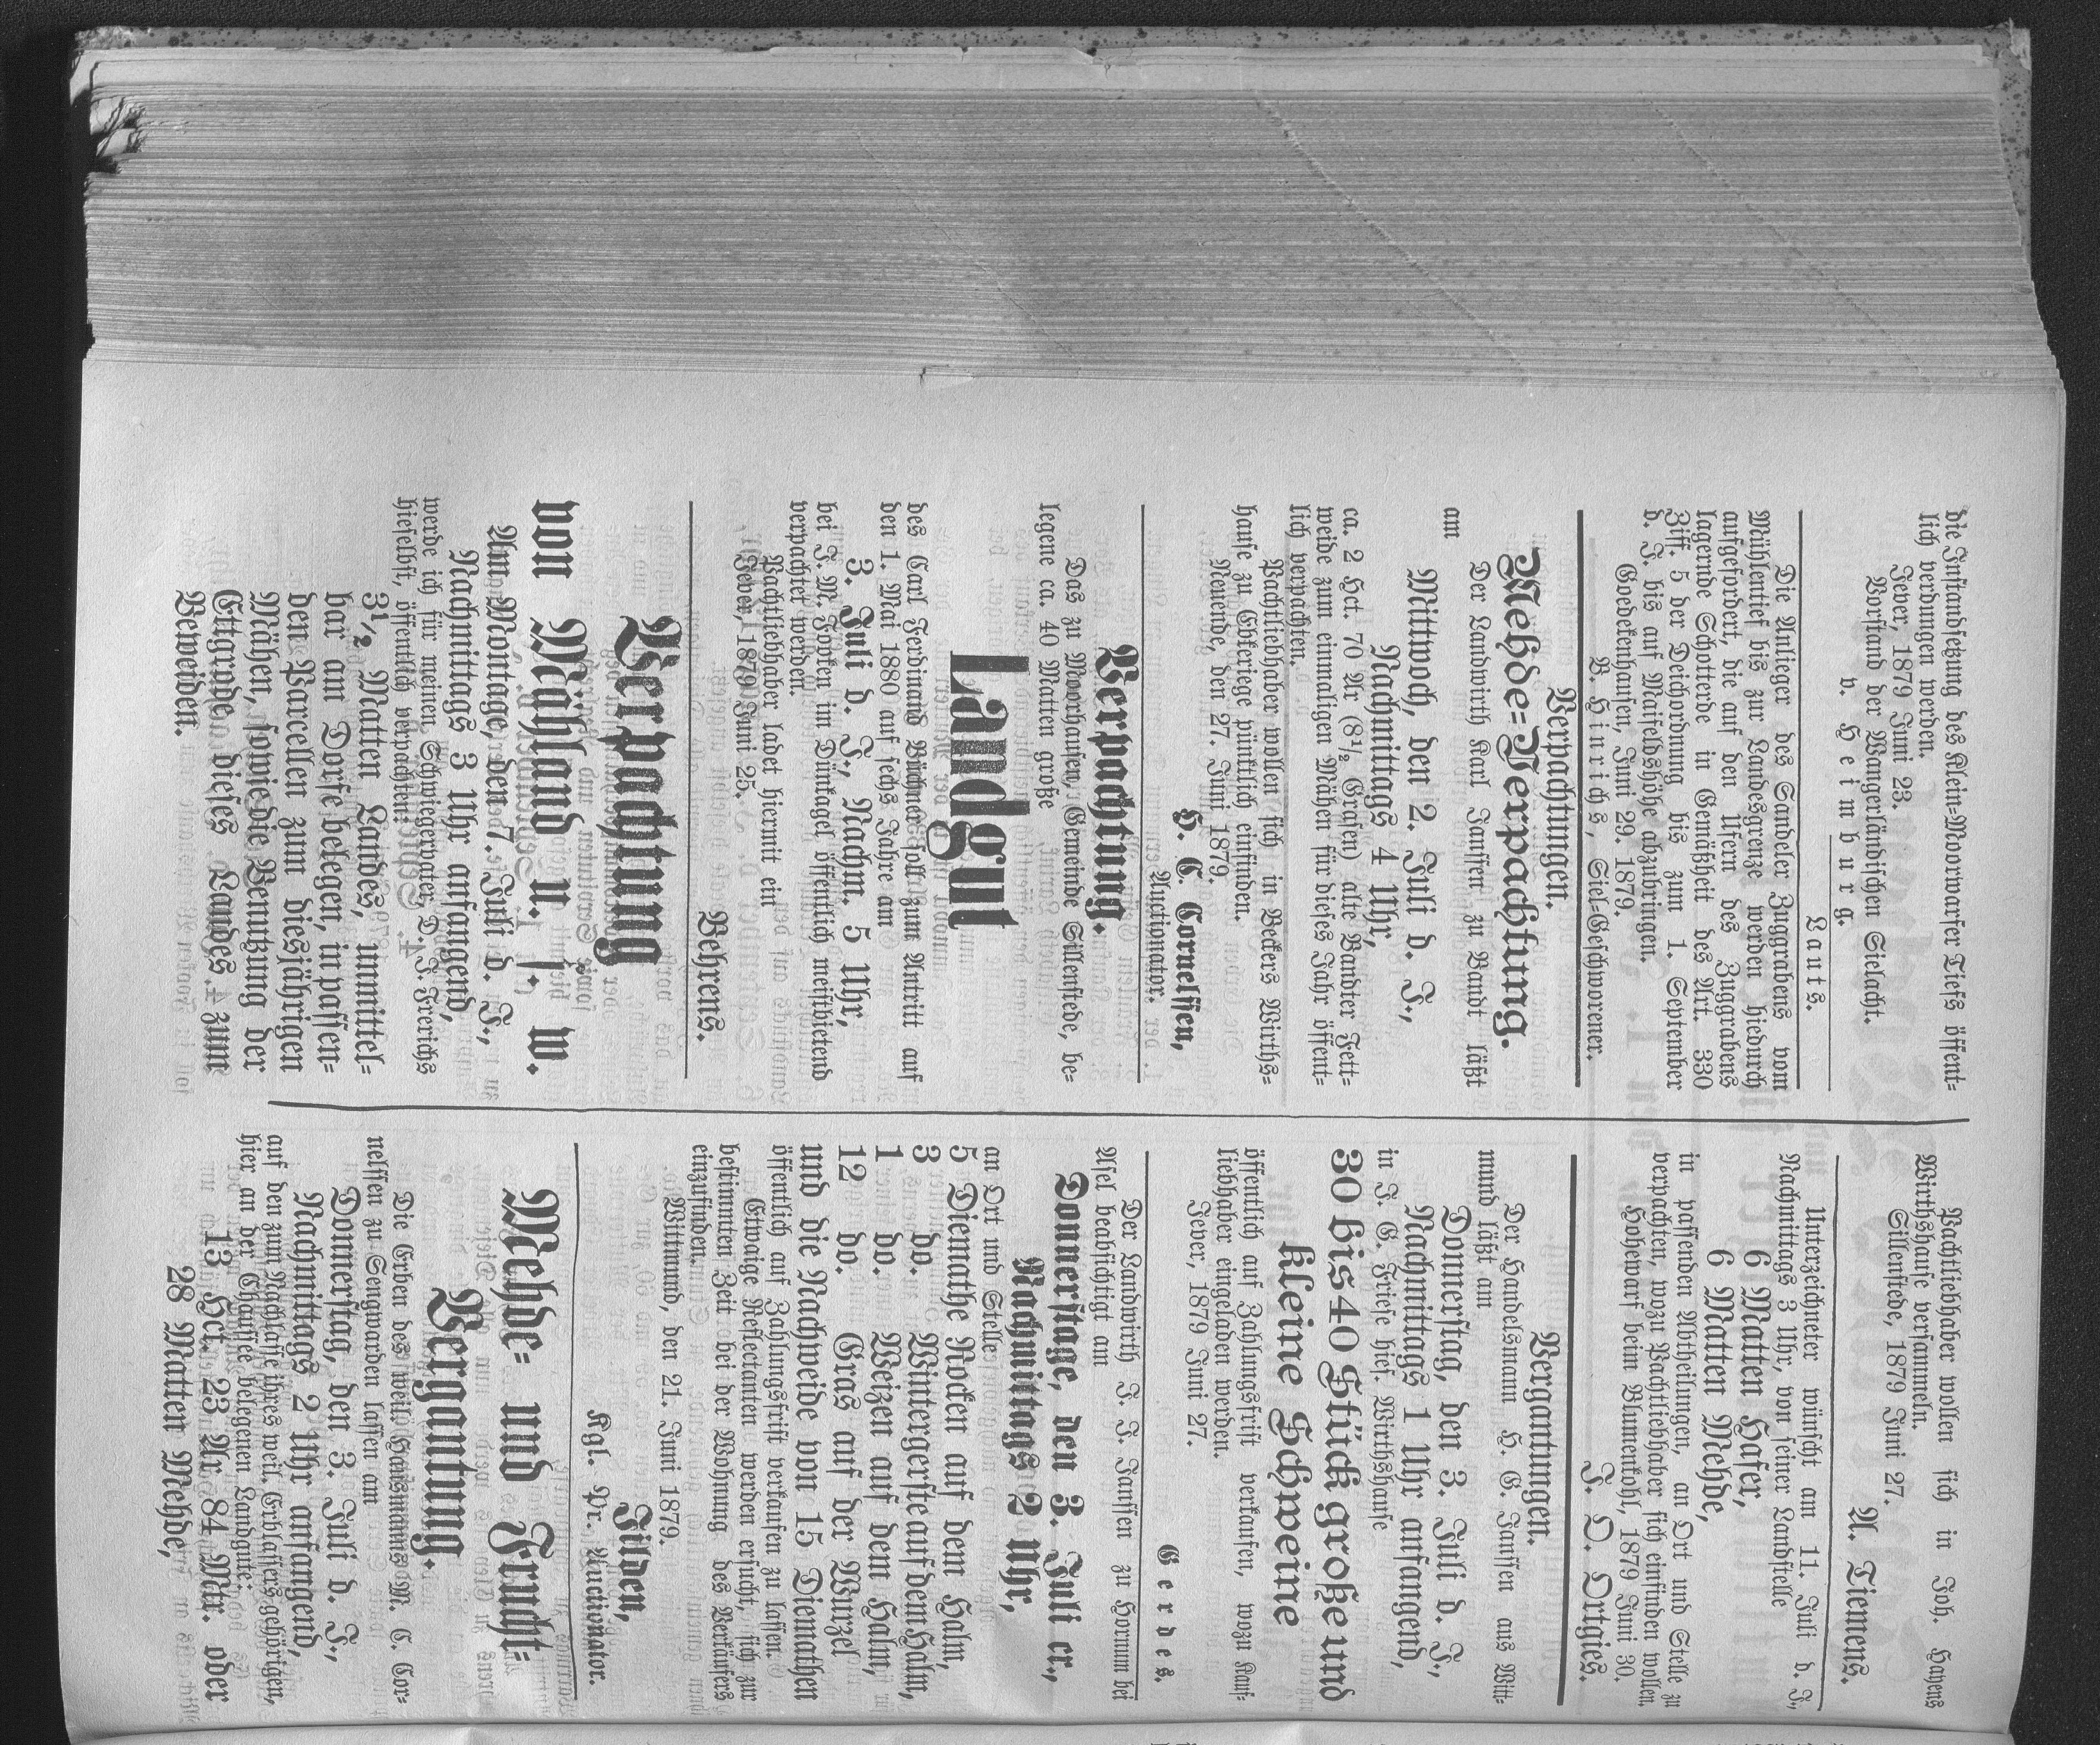 die Instandsetzung des Klein-Moorwarfer Tiefs öffent-
lich verdungen werden.
Jever, 1879 Juni 23.
Vorstand der Wangerländischen Sielacht.
v. Heimburg.
Lauts.
Die Anlieger des Sandeler Zuggrabens vom
Mühlentief bis zur Landesgrenze werden hiedurch
aufgefordert, die auf den Ufern des Zuggrabens
lagernde Schotterde in Gemäßheit des Art. 330
Ziff. 5 der Deichordnung bis zum 1. September
d. J. bis auf Maifeldshöhe abzubringen.
Goedekenhausen, Juni 29. 1879.
B. Hinrichs, Siel-Geschworener.
Verpachtungen.
Mehde-Verpachtung.
Der Landwirth Karl Janssen zu Bandt läßt
am
Mittwoch, den 2. Juli d. J.,
Nachmittags 4 Uhr,
ca. 2 Hct. 70 Ar (8½ Grasen) alte Bandter Fett-
weide zum einmaligen Mähen für dieses Jahr öffent-
lich verpachten.
Pachtliebhaber wollen sich in Beckers Wirths-
hause zu Ebkeriege pünktlich einfinden.
Neuende, den 27. Juni 1879.
H. C. Cornelssen,
Auctionator.
Verpachtung.
Das zu Moorhausen, Gemeinde Sillenstede, be-
legene ca. 40 Matten große
Landgut
des Carl Ferdinand Büchner soll zum Antritt auf
den 1. Mai 1880 auf sechs Jahre am
3. Juli d. J., Nachm. 5 Uhr,
bei J. M. Jooken im Dünkagel öffentlich meistbietend
verpachtet werden.
Pachtliebhaber ladet hiermit ein
Jever, 1879 Juni 25.
Behrens.
Verpachtung
von Mähland u. s. w.
Am Montage, den 7. Juli d. J.,
Nachmittags 3 Uhr anfangend,
werde ich für meinen Schwiegervater D. J. Frerichs
hieselbst, öffentlich verpachten:
3½ Matten Landes, unmittel-
bar am Dorfe belegen, in passen-
den Parcellen zum diesjährigen
Mähen, sowie die Benutzung der
Ettgründe dieses Landes zum
Beweiden.
Pachtliebhaber wollen sich in Joh. Hayens
Wirthshause versammeln.
Sillenstede, 1879 Juni 27.
A. Tiemens.
Unterzeichneter wünscht am 11. Juli d. J.,
Nachmittags 3 Uhr, von seiner Landstelle
6 Matten Hafer,
6 Matten Mehde,
in passenden Abtheilungen, an Ort und Stelle zu
verpachten, wozu Pachtliebhaber sich einfinden wollen.
Hohewarf beim Blumenkohl, 1879 Juni 30.
J. D. Ortgies.
Vergantungen.
Der Handelsmann H. G. Janssen aus Witt-
mund läßt am
Donnerstag, den 3. Juli d. J.,
Nachmittags 1 Uhr anfangend,
in J. G. Friese hies. Wirthshause
30 bis 40 Stück große und
kleine Schweine
öffentlich auf Zahlungsfrist verkaufen, wozu Kauf-
liebhaber eingeladen werden.
Jever, 1879 Juni 27.
Gerdes.
Der Landwirth J. J. Janssen zu Hornum bei
Asel beabsichtigt am
Donnerstage, den 3. Juli cr.,
Nachmittags 2 Uhr,
an Ort und Stelle
5 Diemathe Rocken auf dem Halm,
3 do. Wintergerste auf dem Halm,
1 do. Weizen auf dem Halm,
12 do. Gras auf der Wurzel
und die Nachweide von 15 Diemathen
öffentlich auf Zahlungsfrist verkaufen zu lassen.
Etwaige Reflectanten werden ersucht, sich zur
bestimmten Zeit bei der Wohnung des Verkäufers
einzufinden.
Wittmund, den 21. Juni 1879.
Tilden,
Kgl. Pr. Auctionator.
Mehde- und Frucht-
Vergantung.
Die Erben des weil. Hausmanns M. C. Cor-
nelssen zu Sengwarden lassen am
Donnerstag, den 3. Juli d. J.,
Nachmittags 2 Uhr anfangend,
auf den zum Nachlasse ihres weil. Erblassers gehörigen,
hier an der Chaussee belegenen Landgute:
13 Hct. 23 Ar 84 Mtr. oder
28 Matten Mehde,